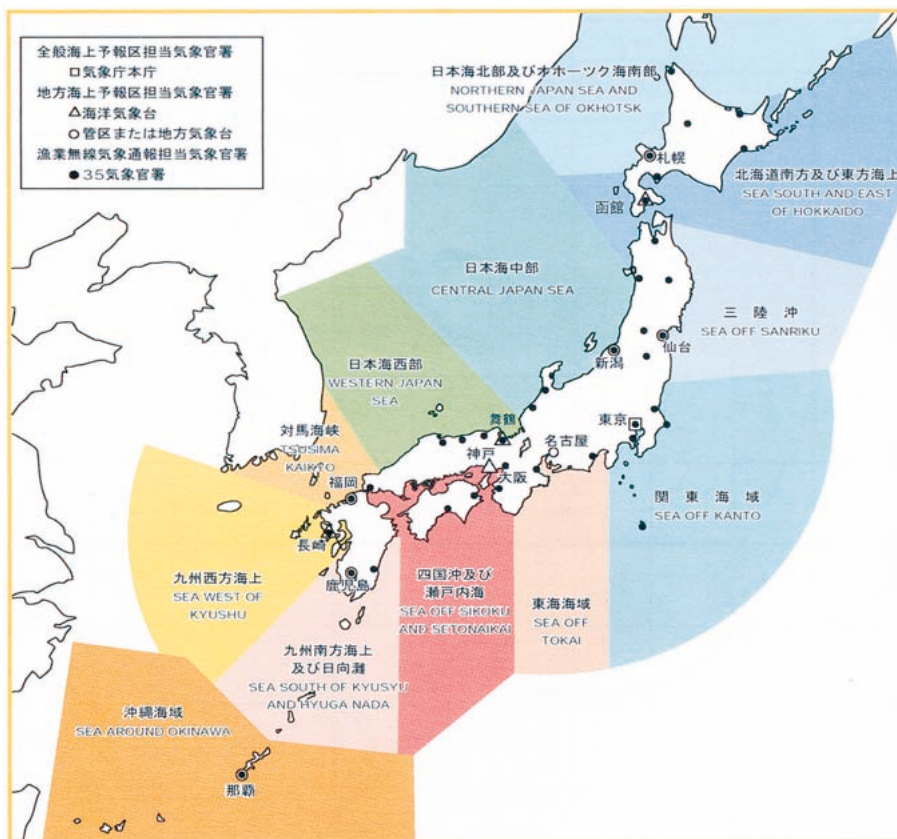 全般海上予報区担当気象官署
気象庁本庁
地方海上予報区担当気象官署
海洋気象台
管区または地方気象台
漁業無線気象通報担当気象官署
35気象官署
日本海北部及びオホーツク海南部
NORTHERN JAPAN SEA AND
SOUTHERN SEA OF OKHOTSK
札幌
北海道南方及び東方海上
SEA SOUTH AND EAST
OF HOKKAIDO
函館
日本海中部
CENTRAL JAPAN SEA
三陸沖
SEA OFF SANRIKU
仙台
新潟
日本海西部
WESTERN JAPAN
SEA
舞鶴
東京
対馬海峡
TSUSIMA
KAIKYO
名古屋
神戸
大阪
福岡
関東海域
SEA OFF KANTO
長崎
九州西方海上
SEA WEST OF
KYUSHU
鹿児島
四国沖及び
瀬戸内海
SEA OFF SIKOKU
AND SETONAIKAI
東海海域
SEA OFF
TOKAI
九州南方海上
及び日向灘
SEA SOUTH OF KYUSYU
AND HYUGA NADA
沖縄海域
SEA AROUND OKINAWA
那覇